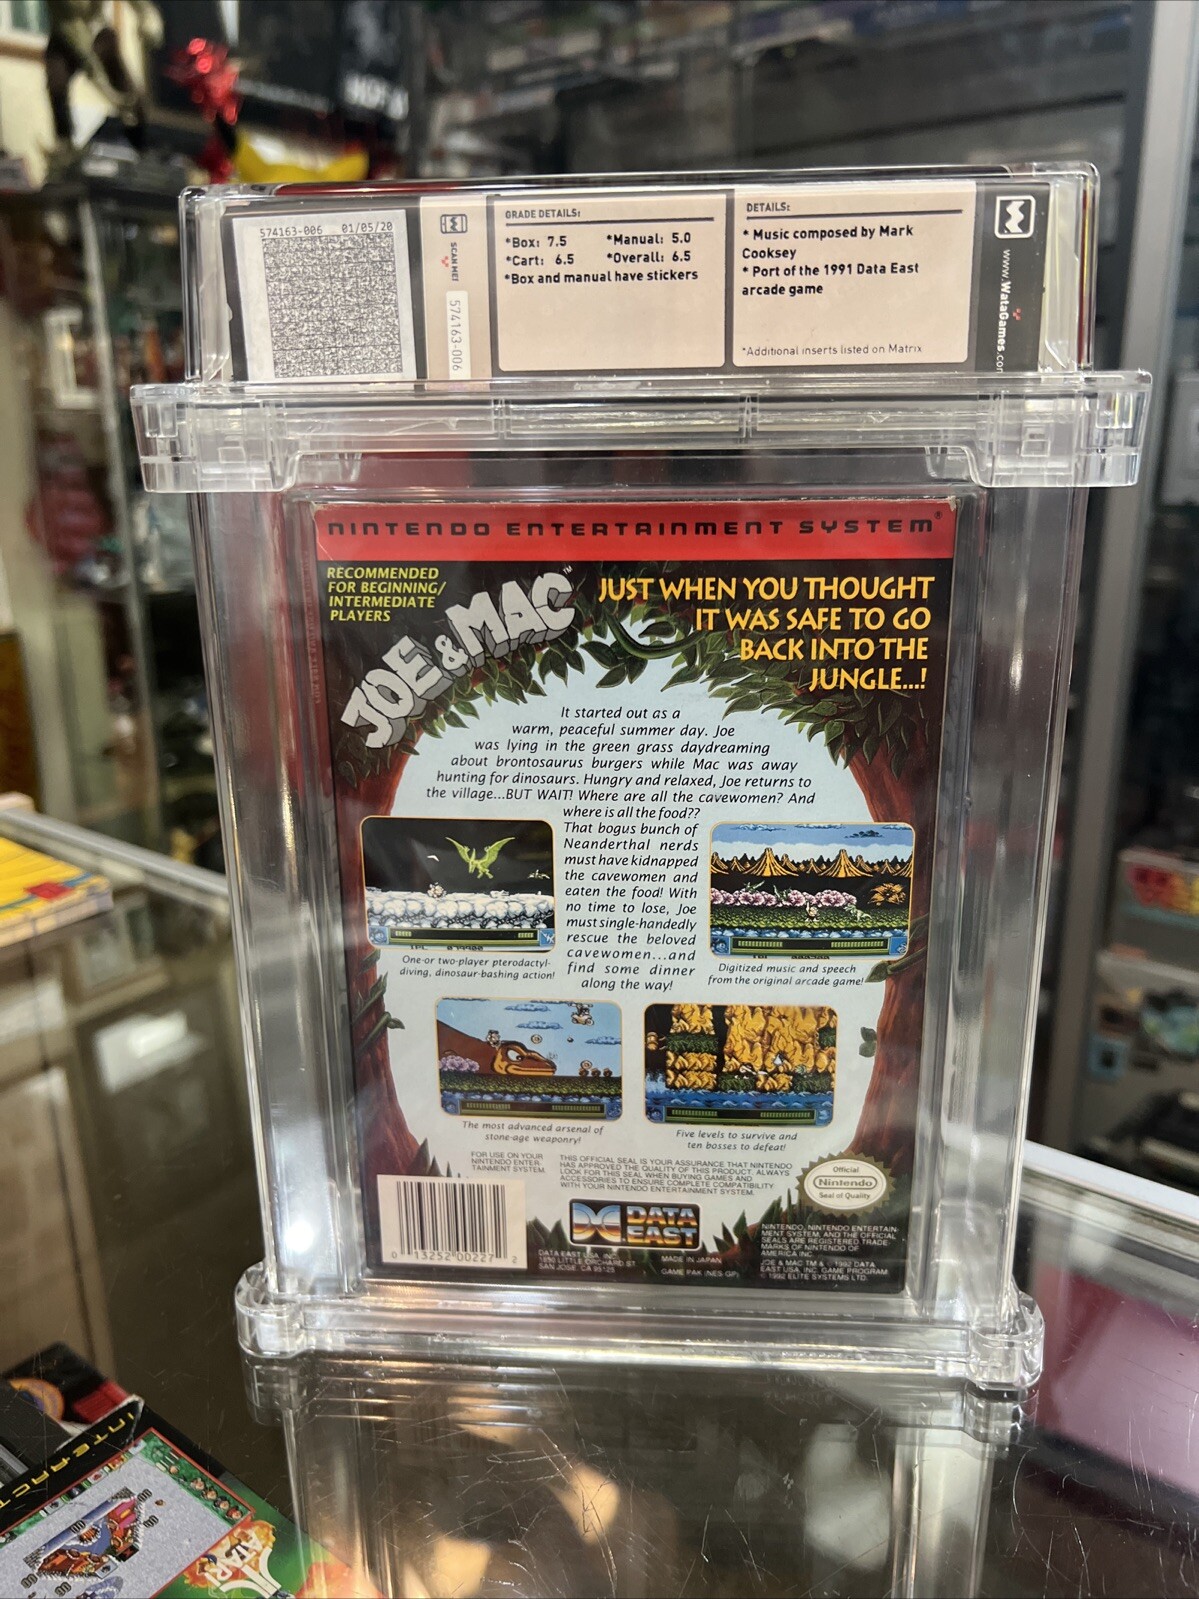 574163-006 01/05/20
SCAN ME!
574163-006
GRADE DETAILS:
*Box: 7.5 *Manual: 5.0
*Cart: 6.5 *Overall: 6.5
*Box and manual have stickers
DETAILS:
* Music composed by Mark
Cooksey
* Port of the 1991 Data East
arcade game
*Additional inserts listed on Matrix
www.WataGames.com
NINTENDO ENTERTAINMENT SYSTEM®
RECOMMENDED
FOR BEGINNING/
INTERMEDIATE
PLAYERS
JOE & MAC™
JUST WHEN YOU THOUGHT
IT WAS SAFE TO GO
BACK INTO THE
JUNGLE...!
It started out as a
warm, peaceful summer day. Joe
was lying in the green grass daydreaming
about brontosaurus burgers while Mac was away
hunting for dinosaurs. Hungry and relaxed, Joe returns to
the village...BUT WAIT! Where are all the cavewomen? And
where is all the food??
That bogus bunch of
Neanderthal nerds
must have kidnapped
the cavewomen and
eaten the food! With
no time to lose, Joe
must single-handedly
rescue the beloved
cavewomen...and
find some dinner
along the way!
One-or two-player pterodactyl-
diving, dinosaur-bashing action!
Digitized music and speech
from the original arcade game!
The most advanced arsenal of
stone-age weaponry!
Five levels to survive and
ten bosses to defeat!
FOR USE ON YOUR
NINTENDO ENTER-
TAINMENT SYSTEM.
THIS OFFICIAL SEAL IS YOUR ASSURANCE THAT NINTENDO
HAS APPROVED THE QUALITY OF THIS PRODUCT. ALWAYS
LOOK FOR THIS SEAL WHEN BUYING GAMES AND
ACCESSORIES TO ENSURE COMPLETE COMPATIBILITY
WITH YOUR NINTENDO ENTERTAINMENT SYSTEM.
Official
Nintendo
Seal of Quality
0 13252 00227 2
DATA
EAST
DATA EAST USA, INC.
1850 LITTLE ORCHARD ST.
SAN JOSE, CA 95125
MADE IN JAPAN
GAME PAK (NES-GP)
NINTENDO, NINTENDO ENTERTAIN-
MENT SYSTEM, AND THE OFFICIAL
SEALS ARE REGISTERED TRADE-
MARKS OF NINTENDO OF
AMERICA INC.
JOE & MAC TM & © 1992 DATA
EAST USA, INC. GAME PROGRAM
© 1992 ELITE SYSTEMS LTD.
ATARI